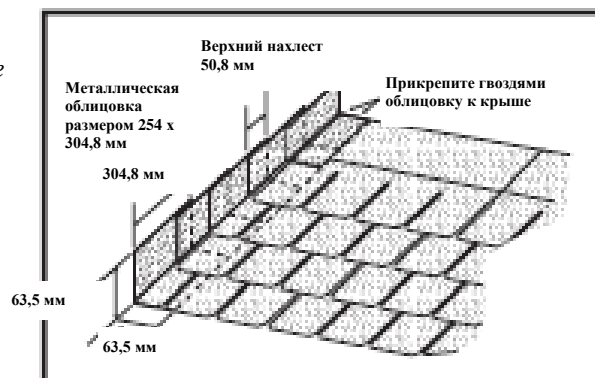 е
Верхний нахлест
50,8 мм
Металлическая
облицовка
размером 254 x
304,8 мм
Прикрепите гвоздями
облицовку к крыше
304,8 мм
63,5 мм
63,5 мм